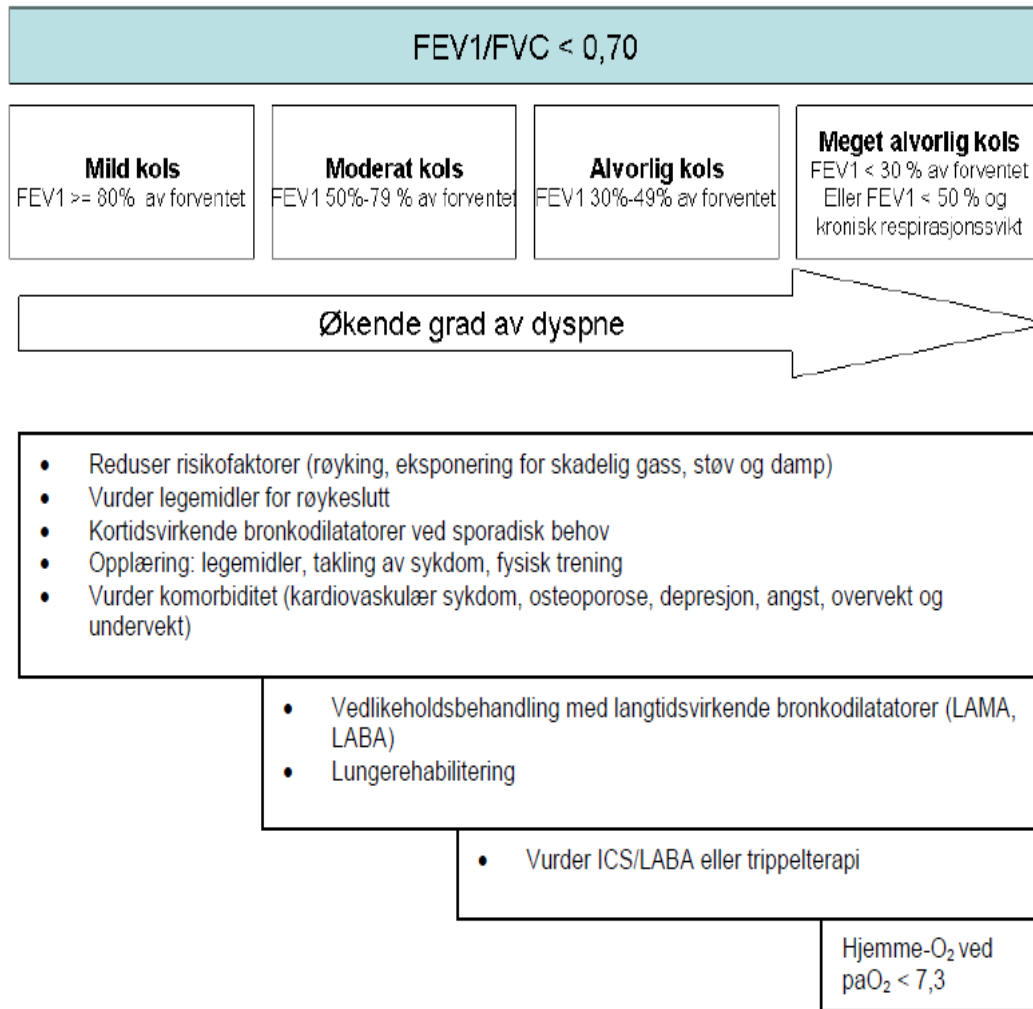 FEV1/FVC < 0,70
Mild kols
FEV1 >= 80% av forventet
Moderat kols
FEV1 50%-79 % av forventet
Alvorlig kols
FEV1 30%-49% av forventet
Meget alvorlig kols
FEV1 < 30 % av forventet
Eller FEV1 < 50 % og
kronisk respirasjonssvikt
Økende grad av dyspne
• Reduser risikofaktorer (røyking, eksponering for skadelig gass, støv og damp)
• Vurder legemidler for røykeslutt
• Kortidsvirkende bronkodilatatorer ved sporadisk behov
• Opplæring: legemidler, takling av sykdom, fysisk trening
• Vurder komorbiditet (kardiovaskulær sykdom, osteoporose, depresjon, angst, overvekt og
undervekt)
• Vedlikeholdsbehandling med langtidsvirkende bronkodilatatorer (LAMA,
LABA)
• Lungerehabilitering
• Vurder ICS/LABA eller trippelterapi
Hjemme-O₂ ved
paO₂ < 7,3